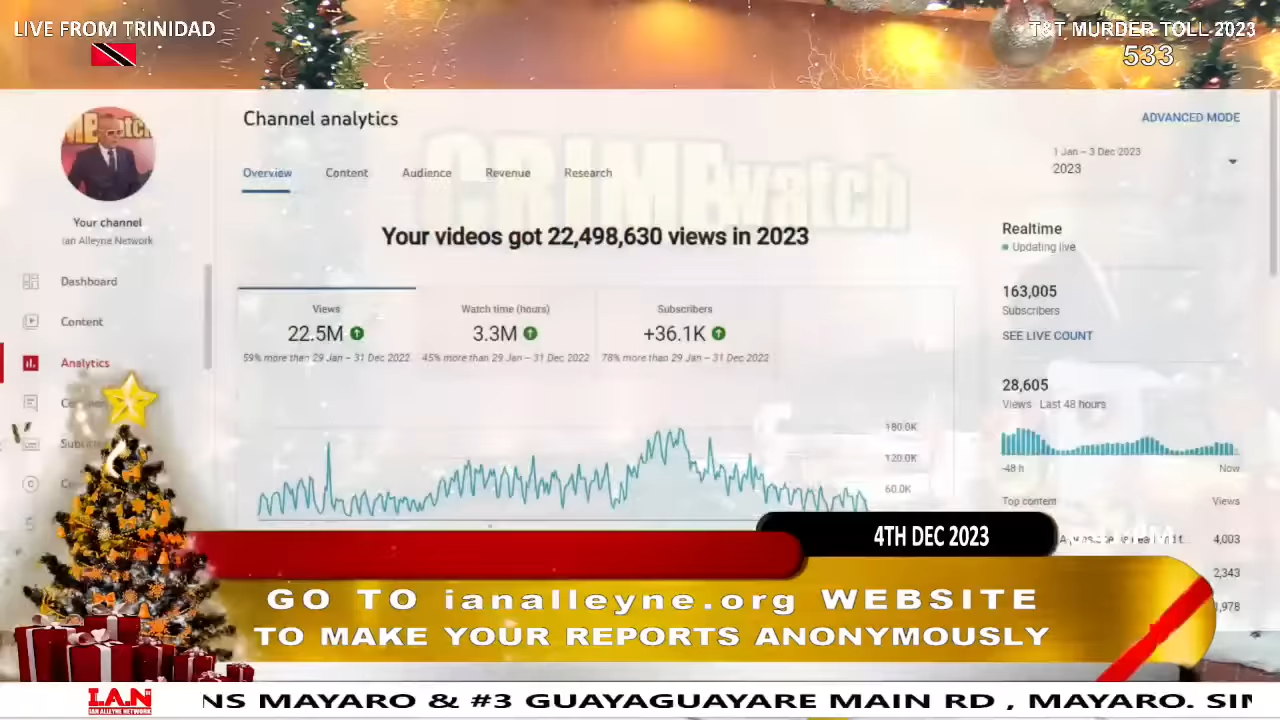 LIVE FROM TRINIDAD
T&T MURDER TOLL 2023
533
CRIMEwatch
Channel analytics
ADVANCED MODE
1 Jan – 3 Dec 2023
2023
Overview Content Audience Revenue Research
Your channel
Ian Alleyne Network
Your videos got 22,498,630 views in 2023
Realtime
Updating live
Dashboard
Content
Analytics
Views
22.5M
59% more than 29 Jan – 31 Dec 2022
Watch time (hours)
3.3M
45% more than 29 Jan – 31 Dec 2022
Subscribers
+36.1K
78% more than 29 Jan – 31 Dec 2022
163,005
Subscribers
SEE LIVE COUNT
28,605
Views Last 48 hours
180.0K
120.0K
60.0K
-48 h Now
Top content Views
4,003
2,343
1,978
4TH DEC 2023
GO TO ianalleyne.org WEBSITE
TO MAKE YOUR REPORTS ANONYMOUSLY
I.A.N
IAN ALLEYNE NETWORK
NS MAYARO & #3 GUAYAGUAYARE MAIN RD , MAYARO. SIN